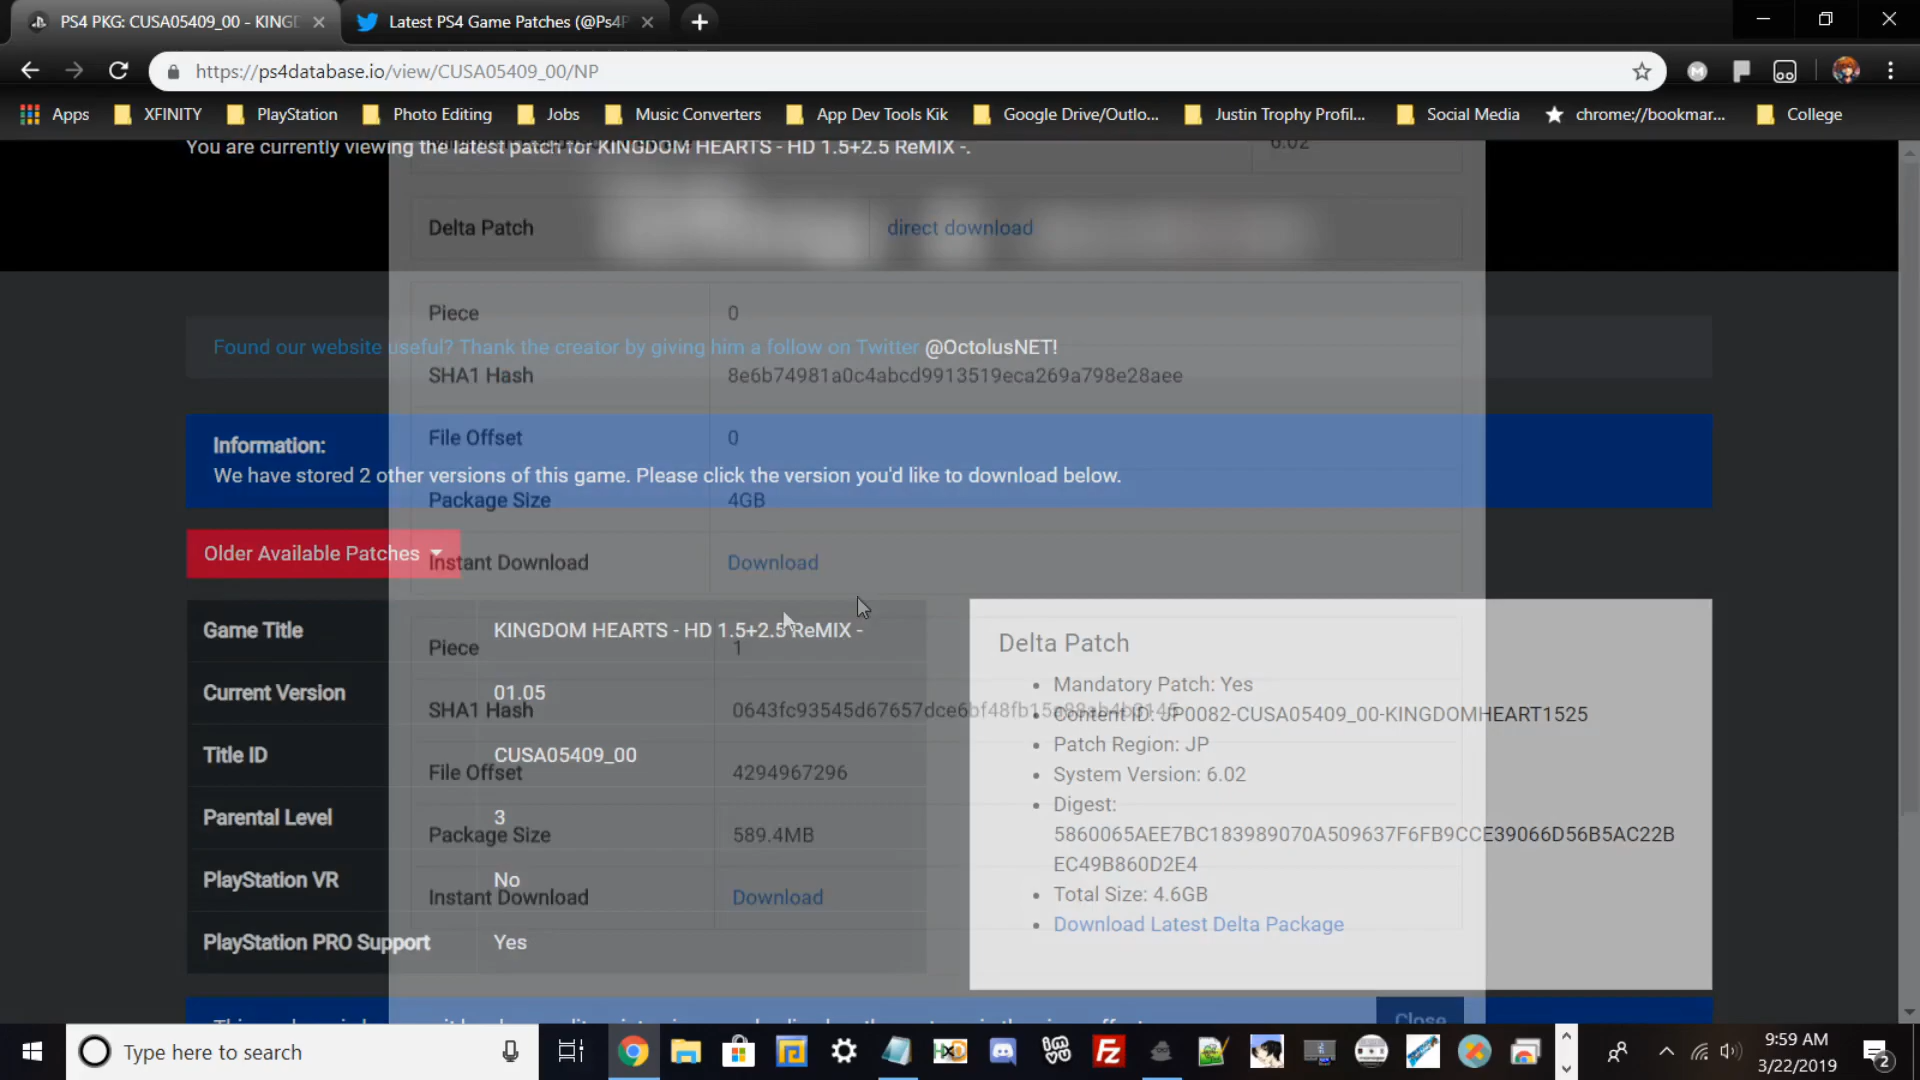 PS4 PKG: CUSA05409_00 - KINGD
Latest PS4 Game Patches (@Ps4P
https://ps4database.io/view/CUSA05409_00/NP
Apps
XFINITY
PlayStation
Photo Editing
Jobs
Music Converters
App Dev Tools Kik
Google Drive/Outlo...
Justin Trophy Profil...
Social Media
chrome://bookmar...
College
You are currently viewing the latest patch for KINGDOM HEARTS - HD 1.5+2.5 ReMIX -.
6.02
Delta Patch
direct download
Piece
0
Found our website useful? Thank the creator by giving him a follow on Twitter @OctolusNET!
SHA1 Hash
8e6b74981a0c4abcd9913519eca269a798e28aee
Information:
File Offset
0
We have stored 2 other versions of this game. Please click the version you'd like to download below.
Package Size
4GB
Older Available Patches
Instant Download
Download
Game Title
KINGDOM HEARTS - HD 1.5+2.5 ReMIX -
Piece
1
Current Version
01.05
SHA1 Hash
Title ID
CUSA05409_00
File Offset
4294967296
Parental Level
3
Package Size
589.4MB
PlayStation VR
No
Instant Download
Download
PlayStation PRO Support
Yes
Delta Patch
Mandatory Patch: Yes
Content ID: JP0082-CUSA05409_00-KINGDOMHEART1525
Patch Region: JP
System Version: 6.02
Digest:
5860065AEE7BC183989070A509637F6FB9CCE39066D56B5AC22B
EC49B860D2E4
Total Size: 4.6GB
Download Latest Delta Package
Close
Type here to search
9:59 AM
3/22/2019
2